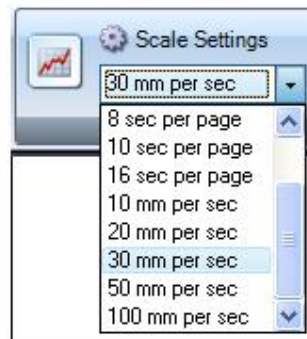 Scale Settings
30 mm per sec
8 sec per page
10 sec per page
16 sec per page
10 mm per sec
20 mm per sec
30 mm per sec
50 mm per sec
100 mm per sec